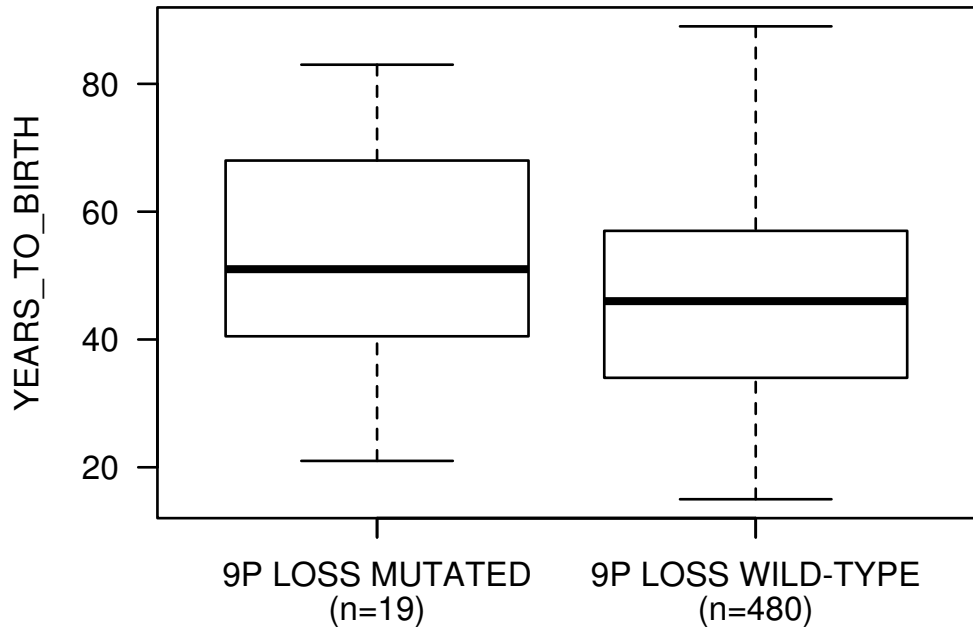 YEARS_TO_BIRTH
80
60
40
20
9P LOSS MUTATED
(n=19)
9P LOSS WILD-TYPE
(n=480)